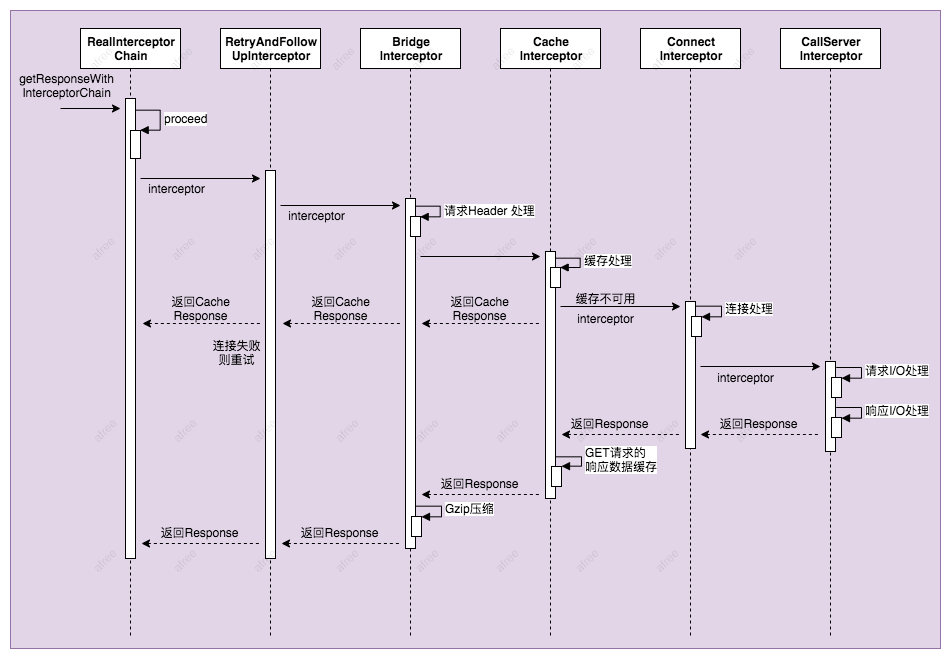 RealInterceptor
Chain
RetryAndFollow
UpInterceptor
Bridge
Interceptor
Cache
Interceptor
Connect
Interceptor
CallServer
Interceptor
getResponseWith
InterceptorChain
proceed
interceptor
interceptor
请求Header 处理
缓存处理
返回Cache
Response
返回Cache
Response
返回Cache
Response
缓存不可用
interceptor
连接处理
连接失败
则重试
interceptor
请求I/O处理
响应I/O处理
返回Response
返回Response
GET请求的
响应数据缓存
返回Response
Gzip压缩
返回Response
返回Response